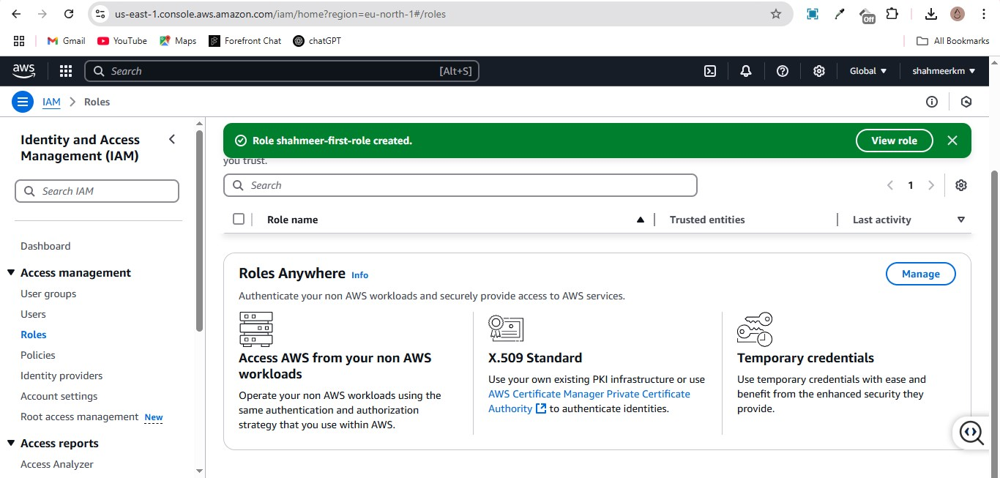 us-east-1.console.aws.amazon.com/iam/home?region=eu-north-1#/roles
Off
Gmail
YouTube
Maps
Forefront Chat
chatGPT
All Bookmarks
aws
Search
[Alt+S]
Global
shahmeerkm
IAM
Roles
Identity and Access
Management (IAM)
Search IAM
Dashboard
Access management
User groups
Users
Roles
Policies
Identity providers
Account settings
Root access management New
Access reports
Access Analyzer
Role shahmeer-first-role created.
View role
you trust.
Search
1
Role name
Trusted entities
Last activity
Roles Anywhere Info
Manage
Authenticate your non AWS workloads and securely provide access to AWS services.
Access AWS from your non AWS
workloads
Operate your non AWS workloads using the
same authentication and authorization
strategy that you use within AWS.
X.509 Standard
Use your own existing PKI infrastructure or use
AWS Certificate Manager Private Certificate
Authority to authenticate identities.
Temporary credentials
Use temporary credentials with ease and
benefit from the enhanced security they
provide.